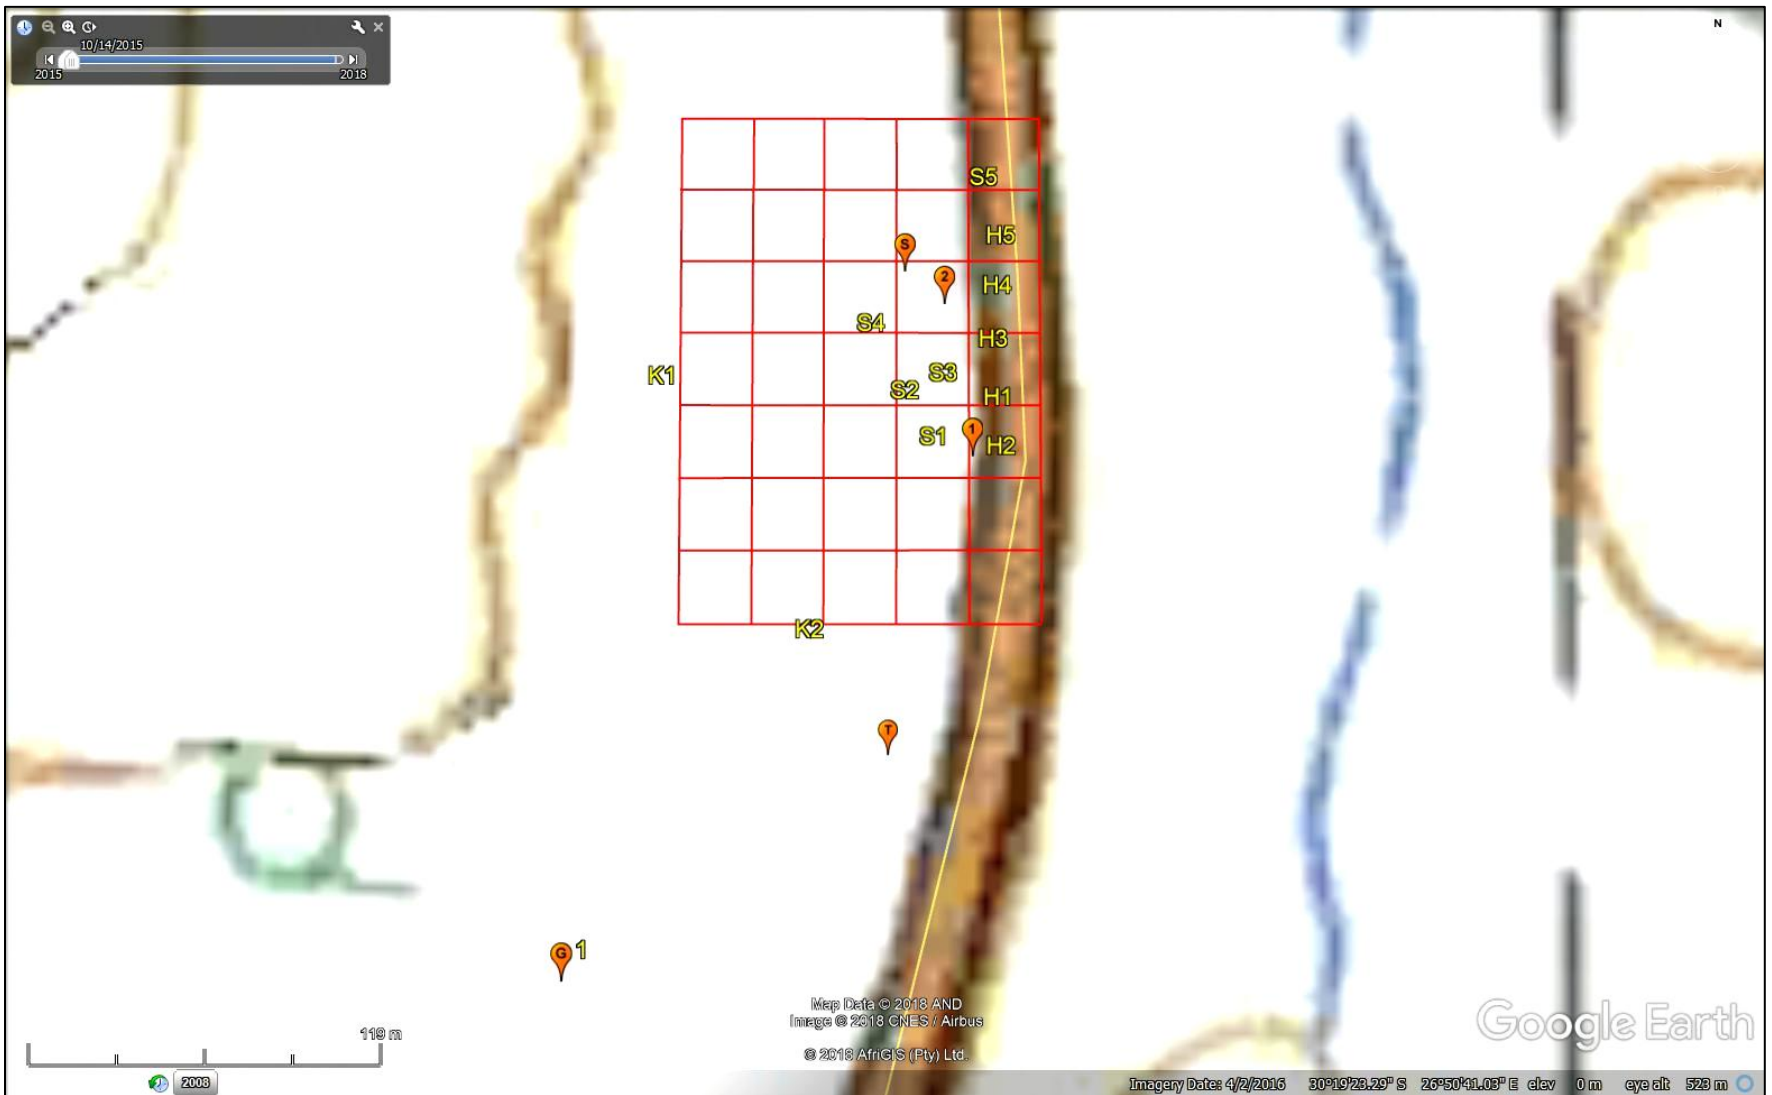 10/14/2015
2015
2018
N
S5
S
H5
2
H4
S4
H3
K1
S3
S2
H1
1
S1
H2
K2
T
G 1
Map Data © 2018 AND
Image © 2018 CNES / Airbus
© 2018 AfriGIS (Pty) Ltd.
Google Earth
119 m
2008
Imagery Date: 4/2/2016 30°19'23.29" S 26°50'41.03" E elev 0 m eye alt 523 m